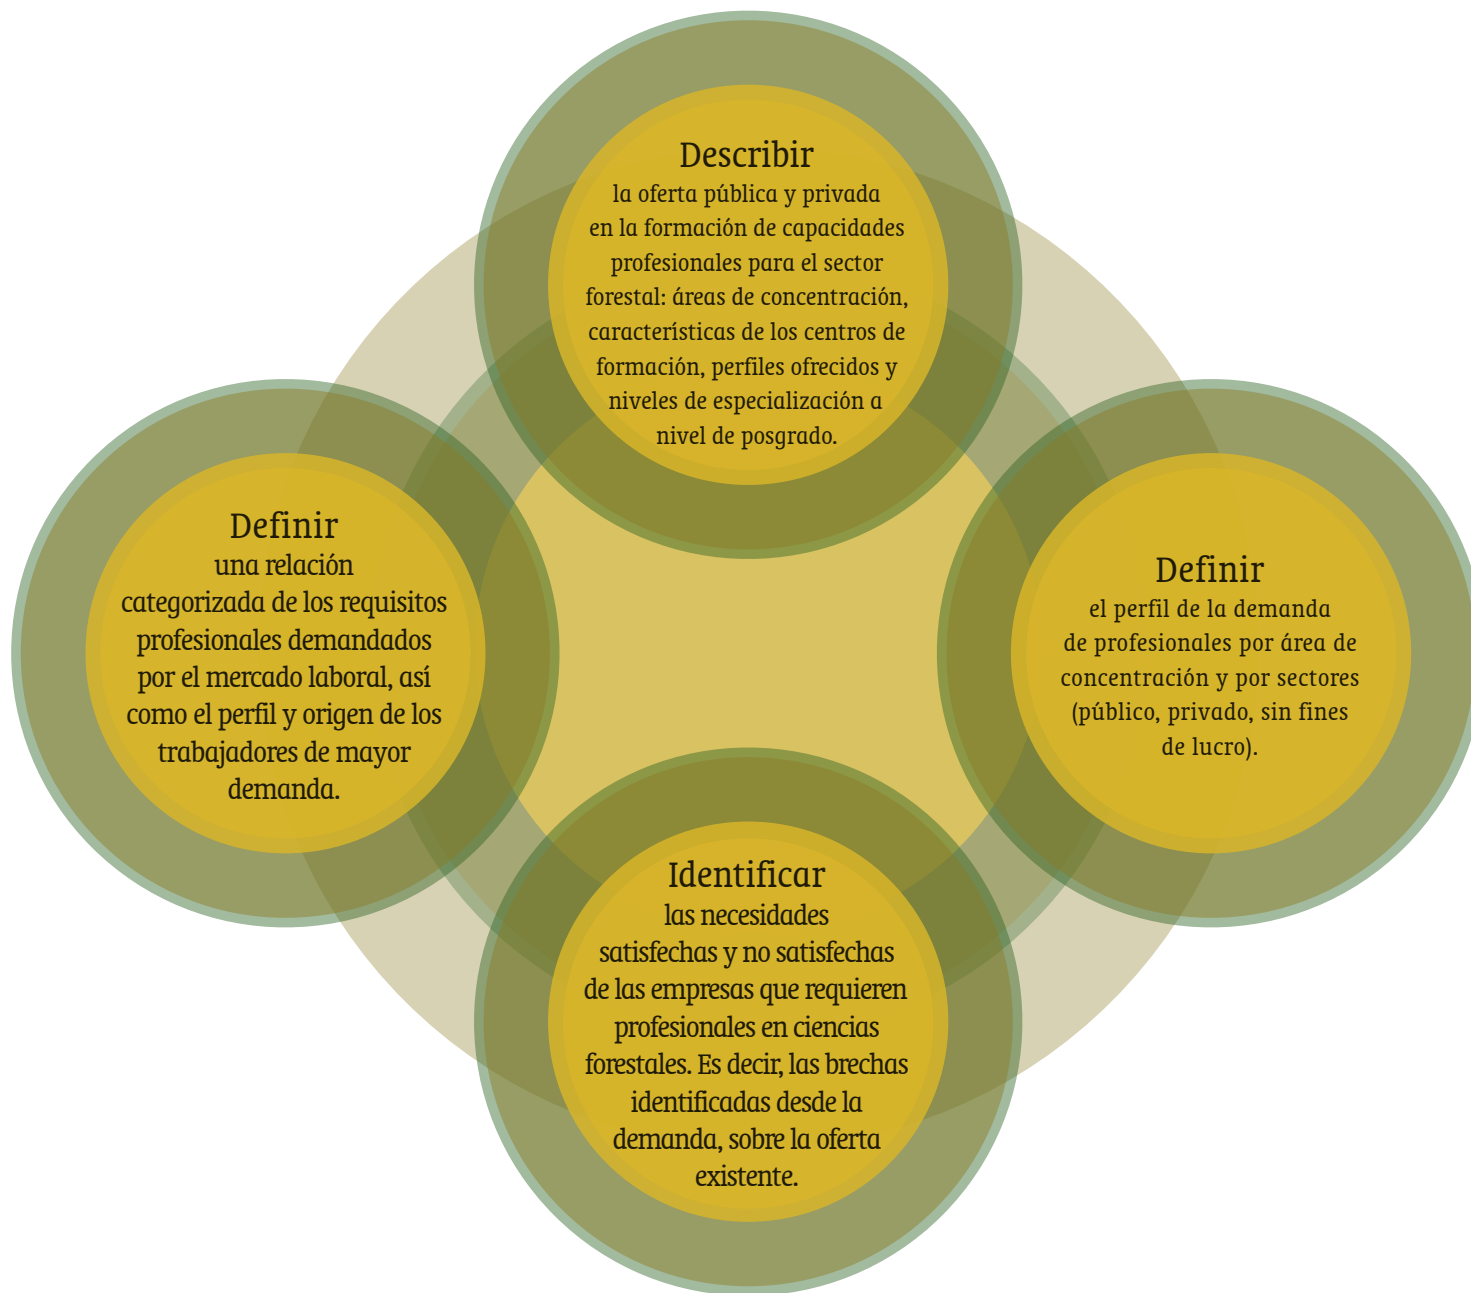 Describir
la oferta pública y privada
en la formación de capacidades
profesionales para el sector
forestal: áreas de concentración,
características de los centros de
formación, perfiles ofrecidos y
niveles de especialización a
nivel de posgrado.
Definir
una relación
categorizada de los requisitos
profesionales demandados
por el mercado laboral, así
como el perfil y origen de los
trabajadores de mayor
demanda.
Definir
el perfil de la demanda
de profesionales por área de
concentración y por sectores
(público, privado, sin fines
de lucro).
Identificar
las necesidades
satisfechas y no satisfechas
de las empresas que requieren
profesionales en ciencias
forestales. Es decir, las brechas
identificadas desde la
demanda, sobre la oferta
existente.